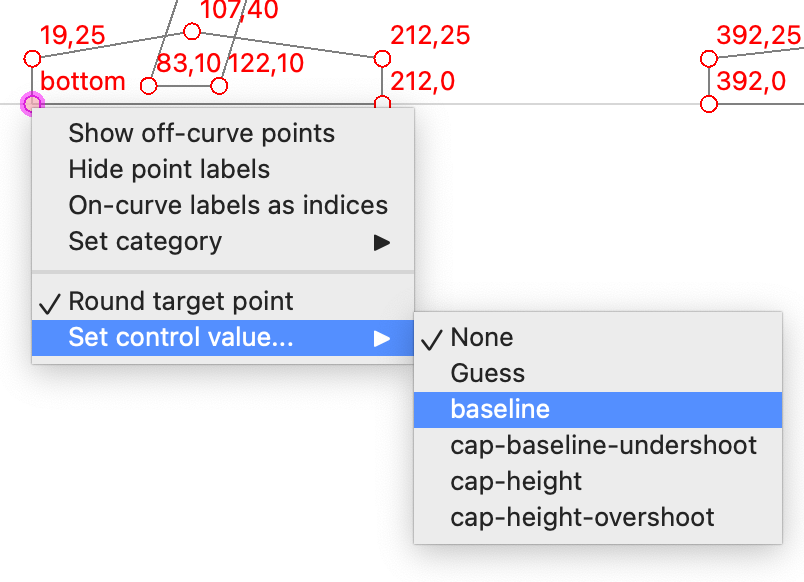 107,40
19,25
212,25
392,25
83,10
122,10
bottom
212,0
392,0
Show off-curve points
Hide point labels
On-curve labels as indices
Set category
Round target point
Set control value...
None
Guess
baseline
cap-baseline-undershoot
cap-height
cap-height-overshoot